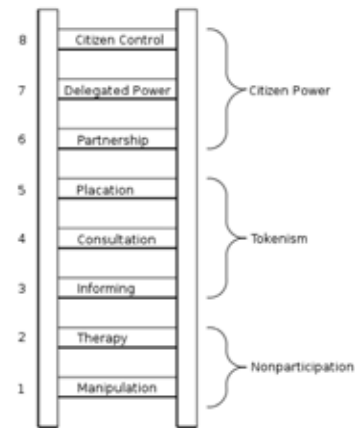 8 Citizen Control
7 Delegated Power
Citizen Power
6 Partnership
5 Placation
4 Consultation
Tokenism
3 Informing
2 Therapy
Nonparticipation
1 Manipulation